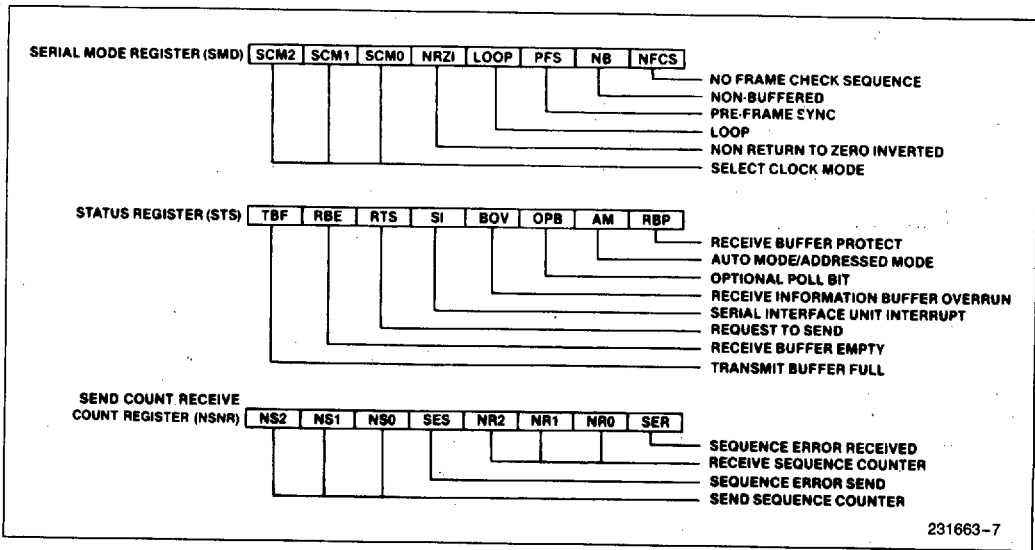 SERIAL MODE REGISTER (SMD) SCM2 SCM1 SCM0 NRZI LOOP PFS NB NFCS
NO FRAME CHECK SEQUENCE
NON-BUFFERED
PRE-FRAME SYNC
LOOP
NON RETURN TO ZERO INVERTED
SELECT CLOCK MODE
STATUS REGISTER (STS) TBF RBE RTS SI BOV OPB AM RBP
RECEIVE BUFFER PROTECT
AUTO MODE/ADDRESSED MODE
OPTIONAL POLL BIT
RECEIVE INFORMATION BUFFER OVERRUN
SERIAL INTERFACE UNIT INTERRUPT
REQUEST TO SEND
RECEIVE BUFFER EMPTY
TRANSMIT BUFFER FULL
SEND COUNT RECEIVE
COUNT REGISTER (NSNR) NS2 NS1 NS0 SES NR2 NR1 NR0 SER
SEQUENCE ERROR RECEIVED
RECEIVE SEQUENCE COUNTER
SEQUENCE ERROR SEND
SEND SEQUENCE COUNTER
231663-7